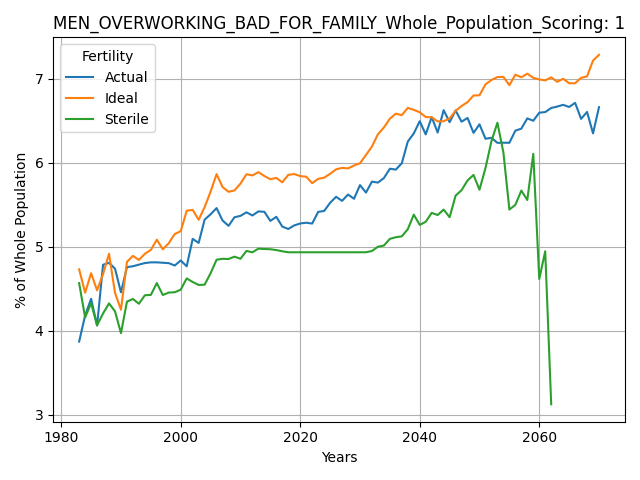 MEN_OVERWORKING_BAD_FOR_FAMILY_Whole_Population_Scoring: 1
Fertility
Actual
Ideal
Sterile
% of Whole Population
7
6
5
4
3
1980
2000
2020
2040
2060
Years